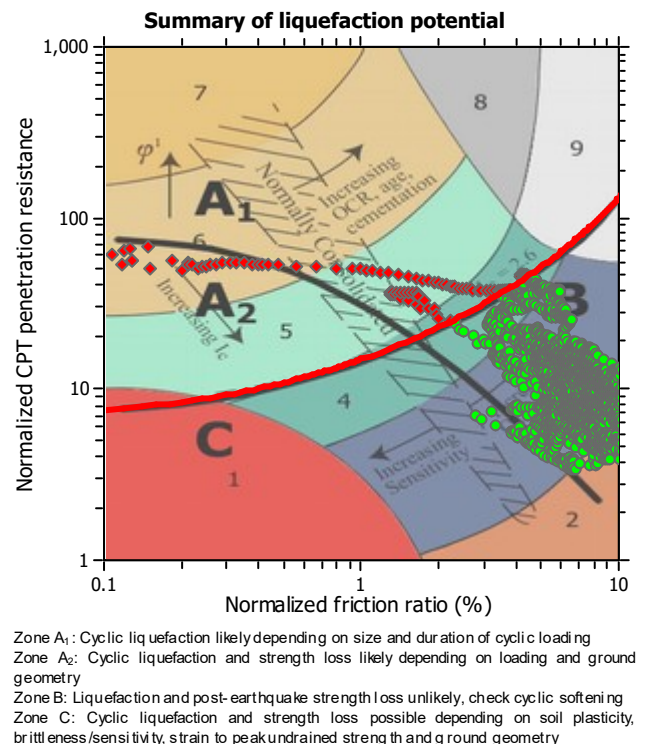 Summary of liquefaction potential
1,000
100
10
1
Normalized CPT penetration resistance
7
8
9
φ'
A1
Increasing
OCR, age,
cementation
Normally Consolidated
6
= 2.6
A2
B
Increasing Ic
5
4
C
1
Increasing
Sensitivity
2
0.1
1
10
Normalized friction ratio (%)
Zone A1: Cyclic liquefaction likely depending on size and duration of cyclic loading
Zone A2: Cyclic liquefaction and strength loss likely depending on loading and ground
geometry
Zone B: Liquefaction and post-earthquake strength loss unlikely, check cyclic softening
Zone C: Cyclic liquefaction and strength loss possible depending on soil plasticity,
brittleness/sensitivity, strain to peak undrained strength and ground geometry